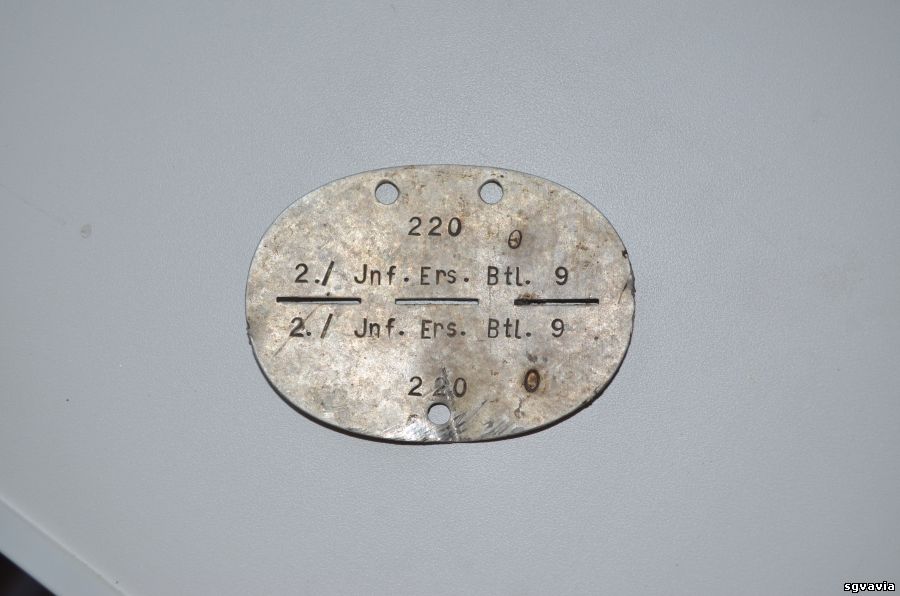 220 0
2./ Jnf. Ers. Btl. 9
2./ Jnf. Ers. Btl. 9
220 0
sgvavia